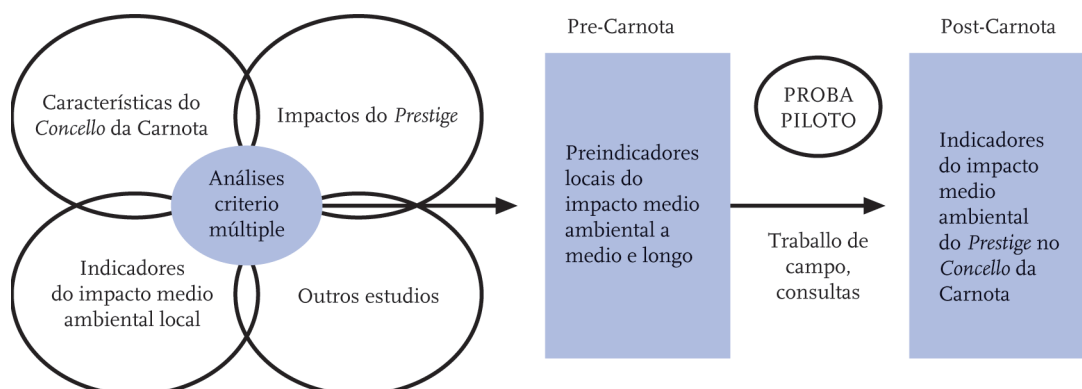 Pre-Carnota
Post-Carnota
Característícas do
Concello da Carnota
Impactos do Prestige
Análises
criterio
múltiple
Indicadores
do impacto medio
ambiental local
Outros estudios
Preindicadores
locais do
impacto medio
ambiental a
medio e longo
PROBA
PILOTO
Traballo de
campo,
consultas
Indicadores
do impacto
medio
ambiental
do Prestige no
Concello da
Carnota